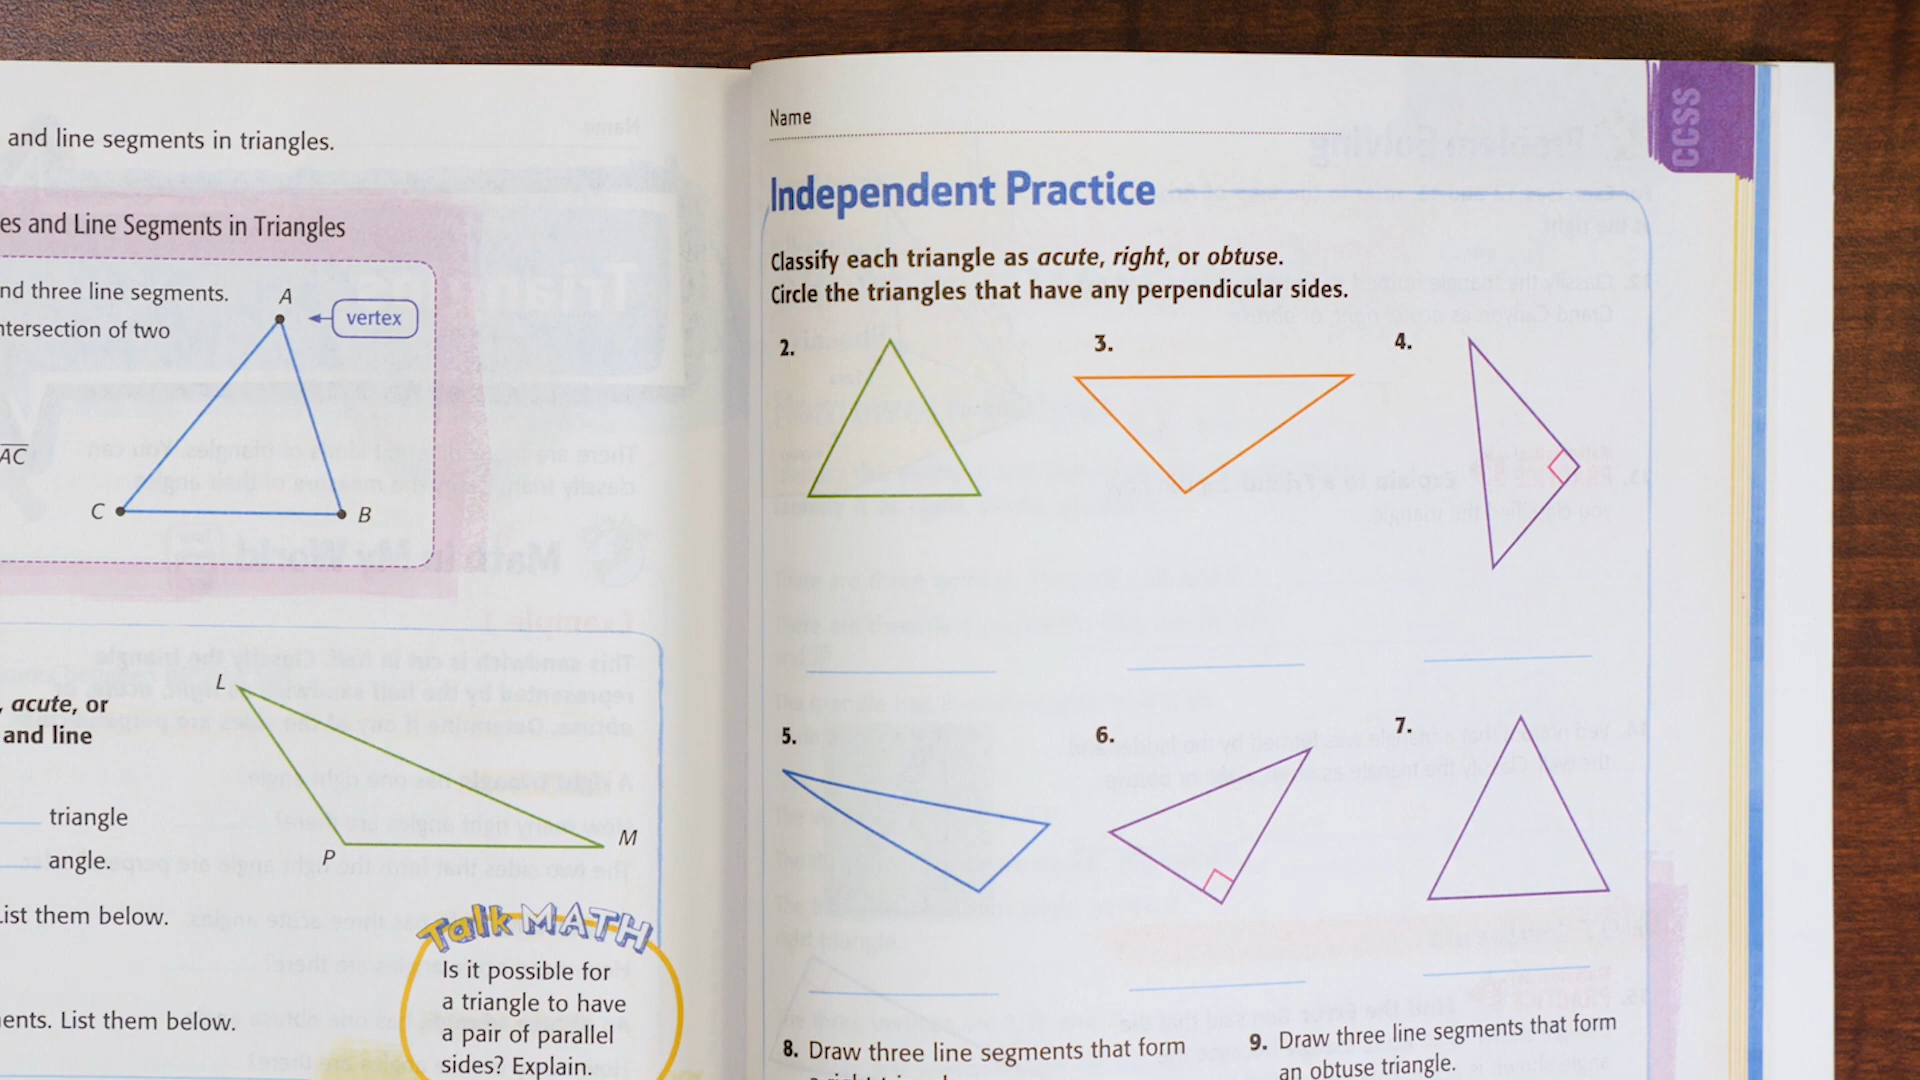 and line segments in triangles.
es and Line Segments in Triangles
nd three line segments.
ntersection of two
A
vertex
AC
C
B
L
, acute, or
and line
triangle
M
P
angle.
List them below.
Talk MATH
Is it possible for
a triangle to have
a pair of parallel
sides? Explain.
ents. List them below.
CCSS
Name
Independent Practice
Classify each triangle as acute, right, or obtuse.
Circle the triangles that have any perpendicular sides.
2.
3.
4.
5.
6.
7.
8. Draw three line segments that form
9. Draw three line segments that form
an obtuse triangle.